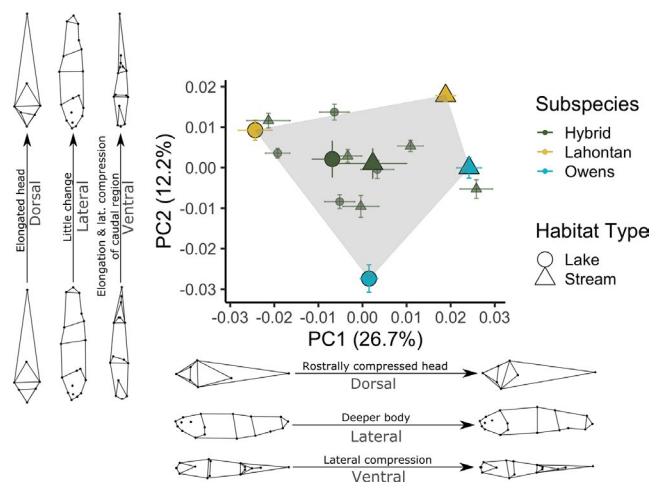 Elongated head
Dorsal
Little change
Lateral
Elongation & lat. compression
of caudal region
Ventral
PC2 (12.2%)
0.02
0.01
0.00
-0.01
-0.02
-0.03
-0.03 -0.02 -0.01 0.00 0.01 0.02 0.03
PC1 (26.7%)
Subspecies
Hybrid
Lahontan
Owens
Habitat Type
Lake
Stream
Rostrally compressed head
Dorsal
Deeper body
Lateral
Lateral compression
Ventral